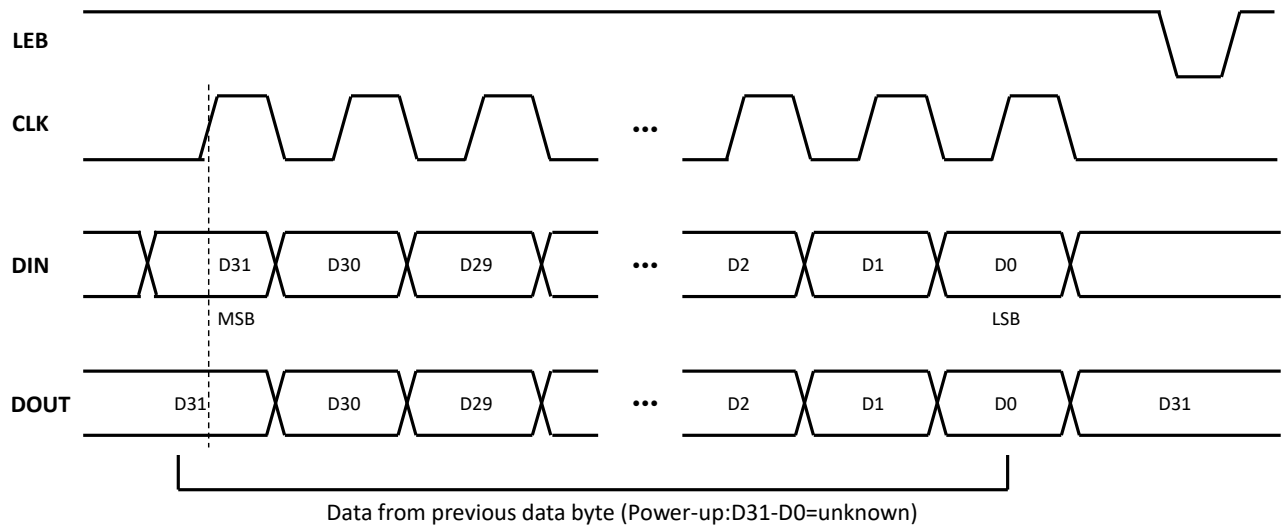 LEB
CLK
...
DIN
D31 D30 D29 ... D2 D1 D0
MSB LSB
DOUT
D31 D30 D29 ... D2 D1 D0 D31
Data from previous data byte (Power-up:D31-D0=unknown)